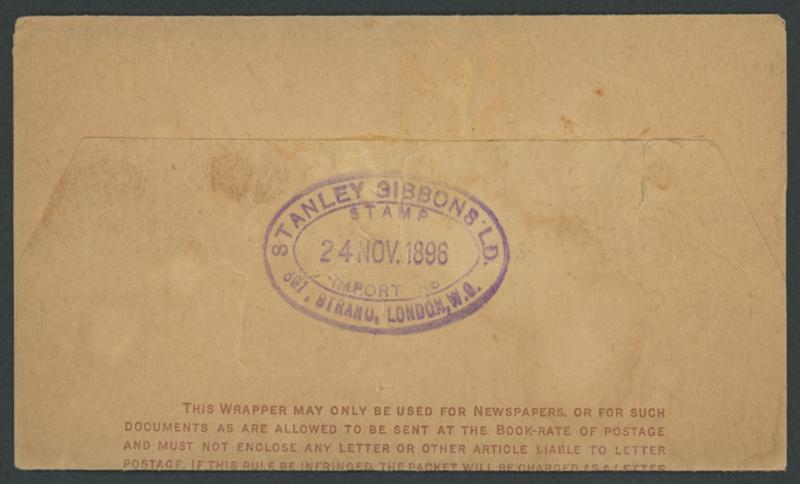 STANLEY GIBBONS LD.
STAMP
24 NOV. 1896
IMPORT
391, STRAND, LONDON, W.C.
THIS WRAPPER MAY ONLY BE USED FOR NEWSPAPERS, OR FOR SUCH
DOCUMENTS AS ARE ALLOWED TO BE SENT AT THE BOOK-RATE OF POSTAGE
AND MUST NOT ENCLOSE ANY LETTER OR OTHER ARTICLE LIABLE TO LETTER
POSTAGE. IF THIS RULE BE INFRINGED, THE PACKET WILL BE CHARGED AS A LETTER